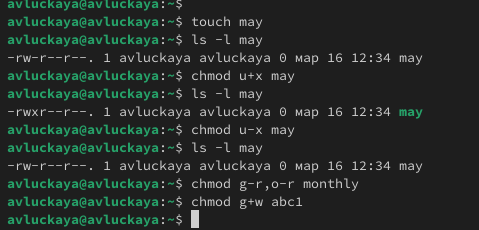 avluckaya@avluckaya:~$
avluckaya@avluckaya:~$ touch may
avluckaya@avluckaya:~$ ls -l may
-rw-r--r--. 1 avluckaya avluckaya 0 мар 16 12:34 may
avluckaya@avluckaya:~$ chmod u+x may
avluckaya@avluckaya:~$ ls -l may
-rwxr--r--. 1 avluckaya avluckaya 0 мар 16 12:34 may
avluckaya@avluckaya:~$ chmod u-x may
avluckaya@avluckaya:~$ ls -l may
-rw-r--r--. 1 avluckaya avluckaya 0 мар 16 12:34 may
avluckaya@avluckaya:~$ chmod g-r,o-r monthly
avluckaya@avluckaya:~$ chmod g+w abc1
avluckaya@avluckaya:~$